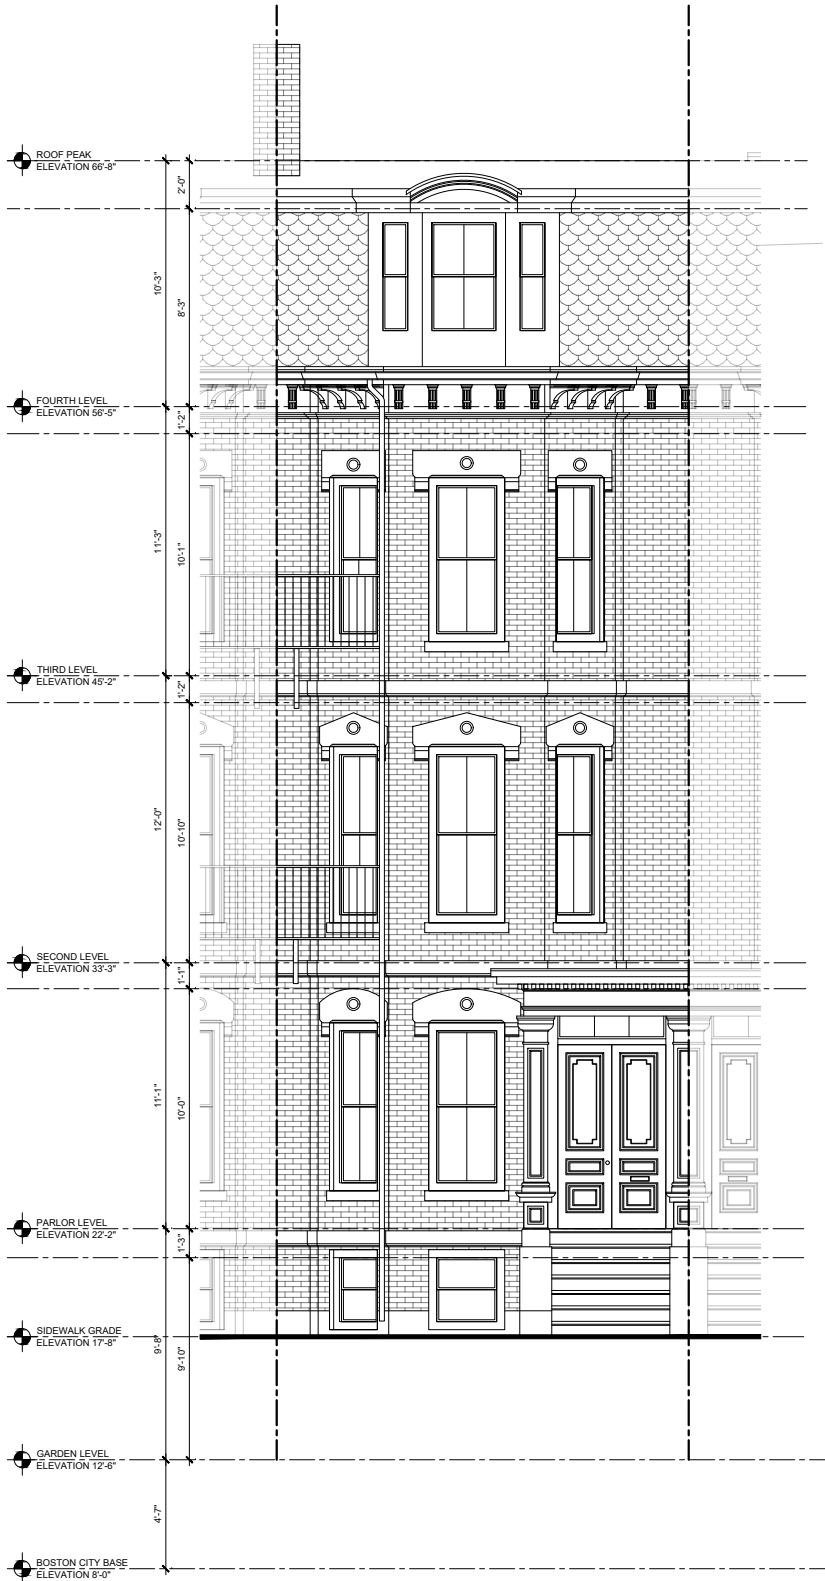 ROOF PEAK
ELEVATION 66'-8"
2'-0"
10'-3"
8'-3"
FOURTH LEVEL
ELEVATION 56'-5"
1'-2"
11'-3"
10'-1"
THIRD LEVEL
ELEVATION 45'-2"
1'-2"
12'-0"
10'-10"
SECOND LEVEL
ELEVATION 33'-3"
1'-1"
11'-1"
10'-0"
PARLOR LEVEL
ELEVATION 22'-2"
1'-3"
SIDEWALK GRADE
ELEVATION 17'-8"
9'-8"
9'-10"
GARDEN LEVEL
ELEVATION 12'-6"
4'-7"
BOSTON CITY BASE
ELEVATION 8'-0"